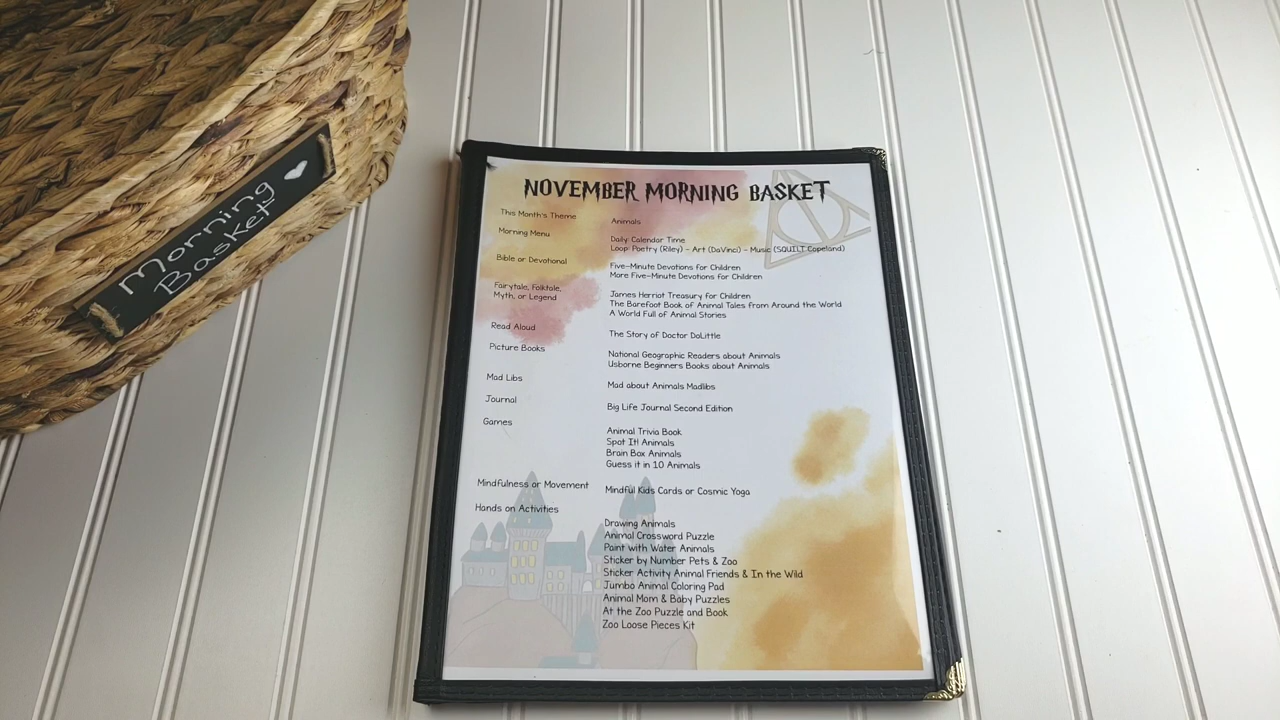 Morning
Basket
NOVEMBER MORNING BASKET
This Month's Theme Animals
Morning Menu Daily Calendar Time
Loop: Poetry (Riley) - Art (DaVinci) - Music (SQUILT Copeland)
Bible or Devotional Five-Minute Devotions for Children
More Five-Minute Devotions for Children
Fairytale, Folktale, James Herriot Treasury for Children
Myth, or Legend The Barefoot Book of Animal Tales from Around the World
A World Full of Animal Stories
Read Aloud The Story of Doctor DoLittle
Picture Books National Geographic Readers about Animals
Usborne Beginners Books about Animals
Mad Libs Mad about Animals Madlibs
Journal Big Life Journal Second Edition
Games Animal Trivia Book
Spot It! Animals
Brain Box Animals
Guess it in 10 Animals
Mindfulness or Movement Mindful Kids Cards or Cosmic Yoga
Hands on Activities Drawing Animals
Animal Crossword Puzzle
Paint with Water Animals
Sticker by Number Pets & Zoo
Sticker Activity Animal Friends & In the Wild
Jumbo Animal Coloring Pad
Animal Mom & Baby Puzzles
At the Zoo Puzzle and Book
Zoo Loose Pieces Kit